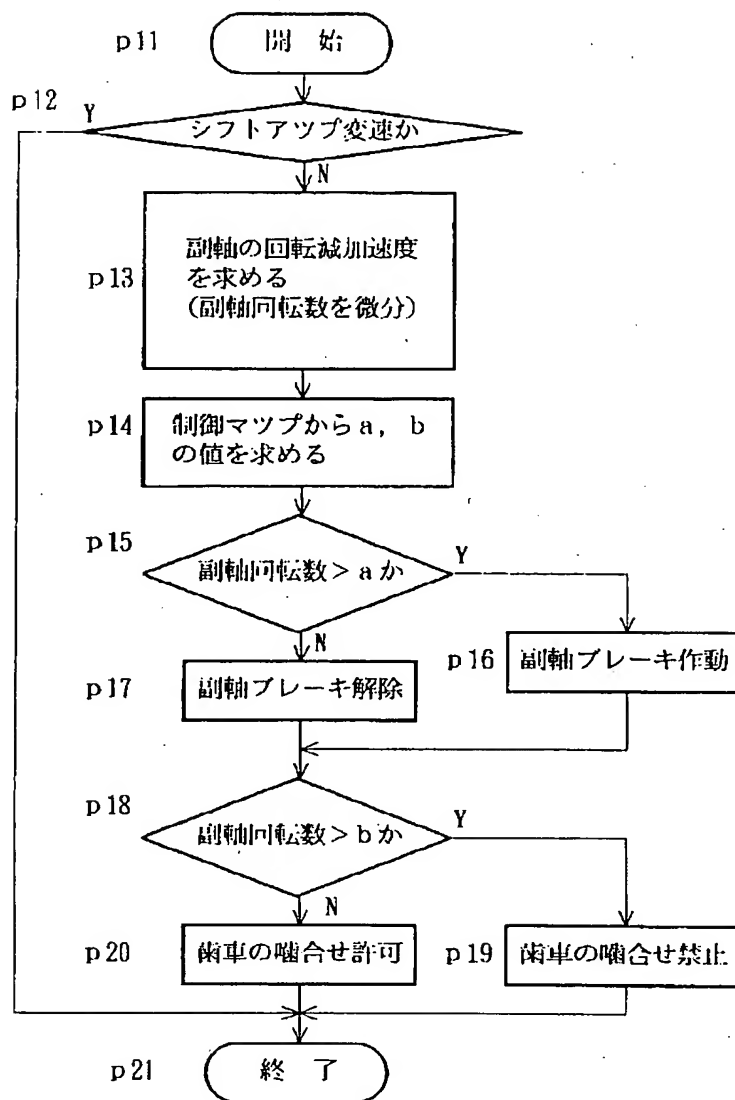 p11
開 始
p12
Y
シフトアツプ変速か
N
p13
副軸の回転減加速度
を求める
(副軸回転数を微分)
p14
制御マツプからa, b
の値を求める
p15
副軸回転数>aか
Y
N
p16
副軸ブレーキ作動
p17
副軸ブレーキ解除
p18
副軸回転数>bか
Y
N
p20
歯車の噛合せ許可
p19
歯車の噛合せ禁止
p21
終 了